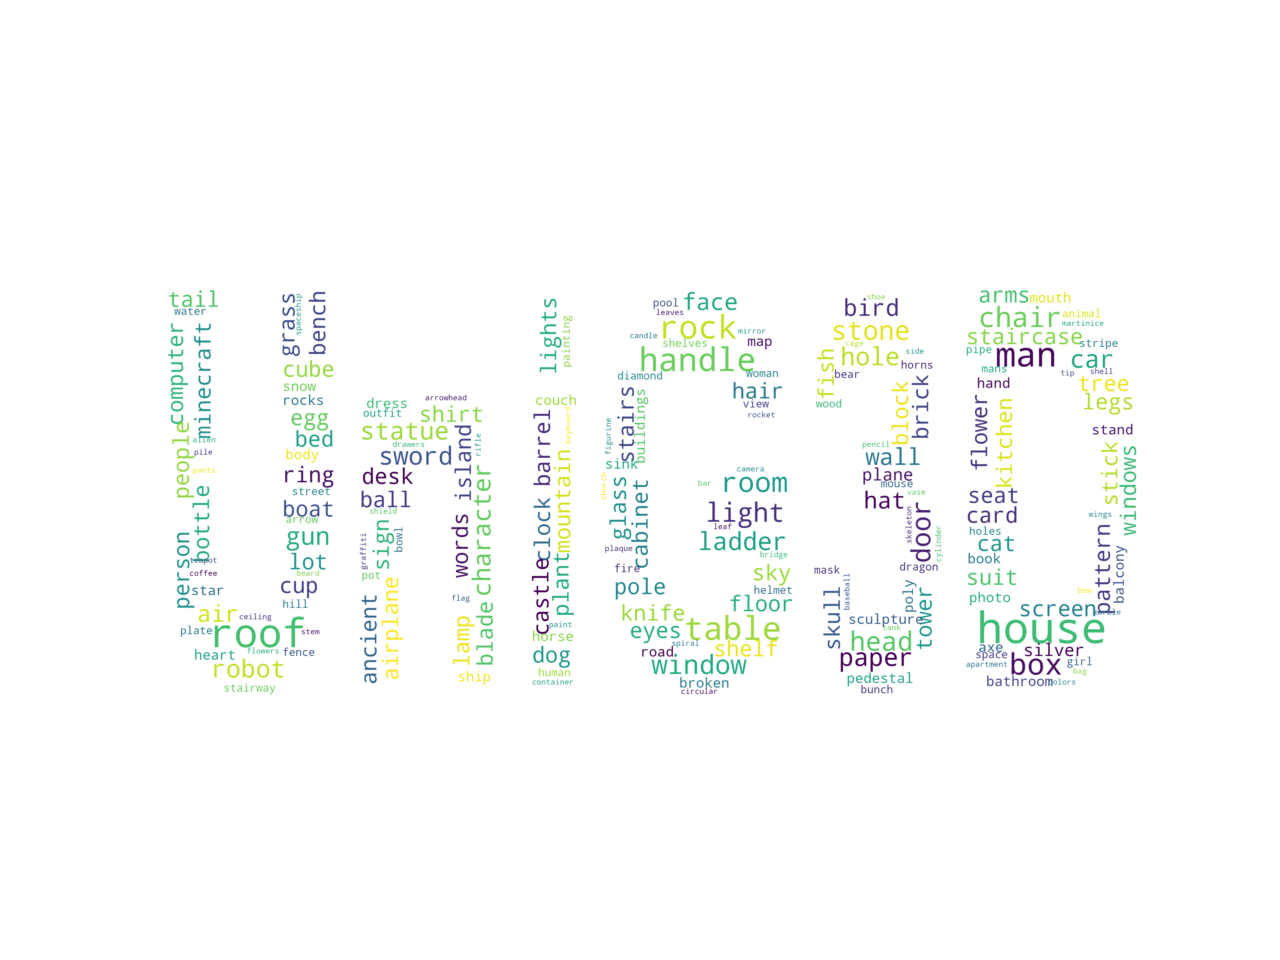 tail
water
computer
minecraft
people
alien
pile
pants
bottle
person
teapot
coffee
star
air
ceiling
plate
roof
stem
heart
flowers
fence
robot
stairway
grass
spaceship
bench
cube
snow
rocks
egg
bed
body
ring
street
boat
arrow
gun
lot
beard
cup
hill
dress
arrowhead
outfit
shirt
statue
drawers
rifle
sword
island
desk
ball
shield
character
words
graffiti
sign
bowl
pot
ancient
airplane
flag
lamp
blade
ship
lights
painting
couch
keyboard
barrel
mountain
clock
castle
plant
paint
horse
dog
human
container
pool
face
leaves
rock
candle
mirror
shelves
map
handle
diamond
woman
hair
view
rocket
stairs
buildings
figurine
sink
church
camera
bar
room
glass
cabinet
light
leaf
ladder
plaque
bridge
fire
sky
pole
helmet
knife
floor
eyes
table
spiral
road
shelf
window
broken
circular
shoe
bird
stone
cage
side
hole
fish
horns
bear
wood
block
brick
pencil
wall
plane
mouse
hat
vase
skeleton
door
cylinder
dragon
mask
baseball
poly
skull
sculpture
tower
tank
head
paper
pedestal
bunch
arms
mouth
chair
animal
martinice
staircase
stripe
pipe
man
car
mans
tip
shell
hand
tree
legs
flower
kitchen
stand
stick
windows
seat
card
wings
holes
cat
book
pattern
balcony
suit
bow
photo
screen
house
axe
silver
space
apartment
box
girl
bag
bathroom